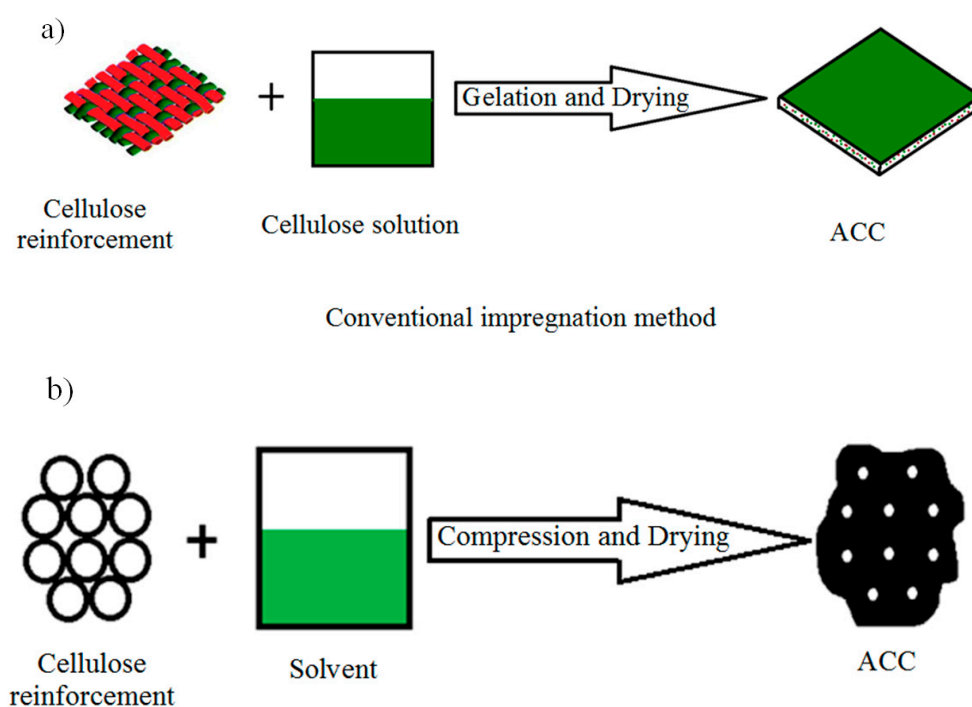 a)
+
Gelation and Drying
Cellulose
reinforcement
Cellulose solution
ACC
Conventional impregnation method
b)
+
Compression and Drying
Cellulose
reinforcement
Solvent
ACC